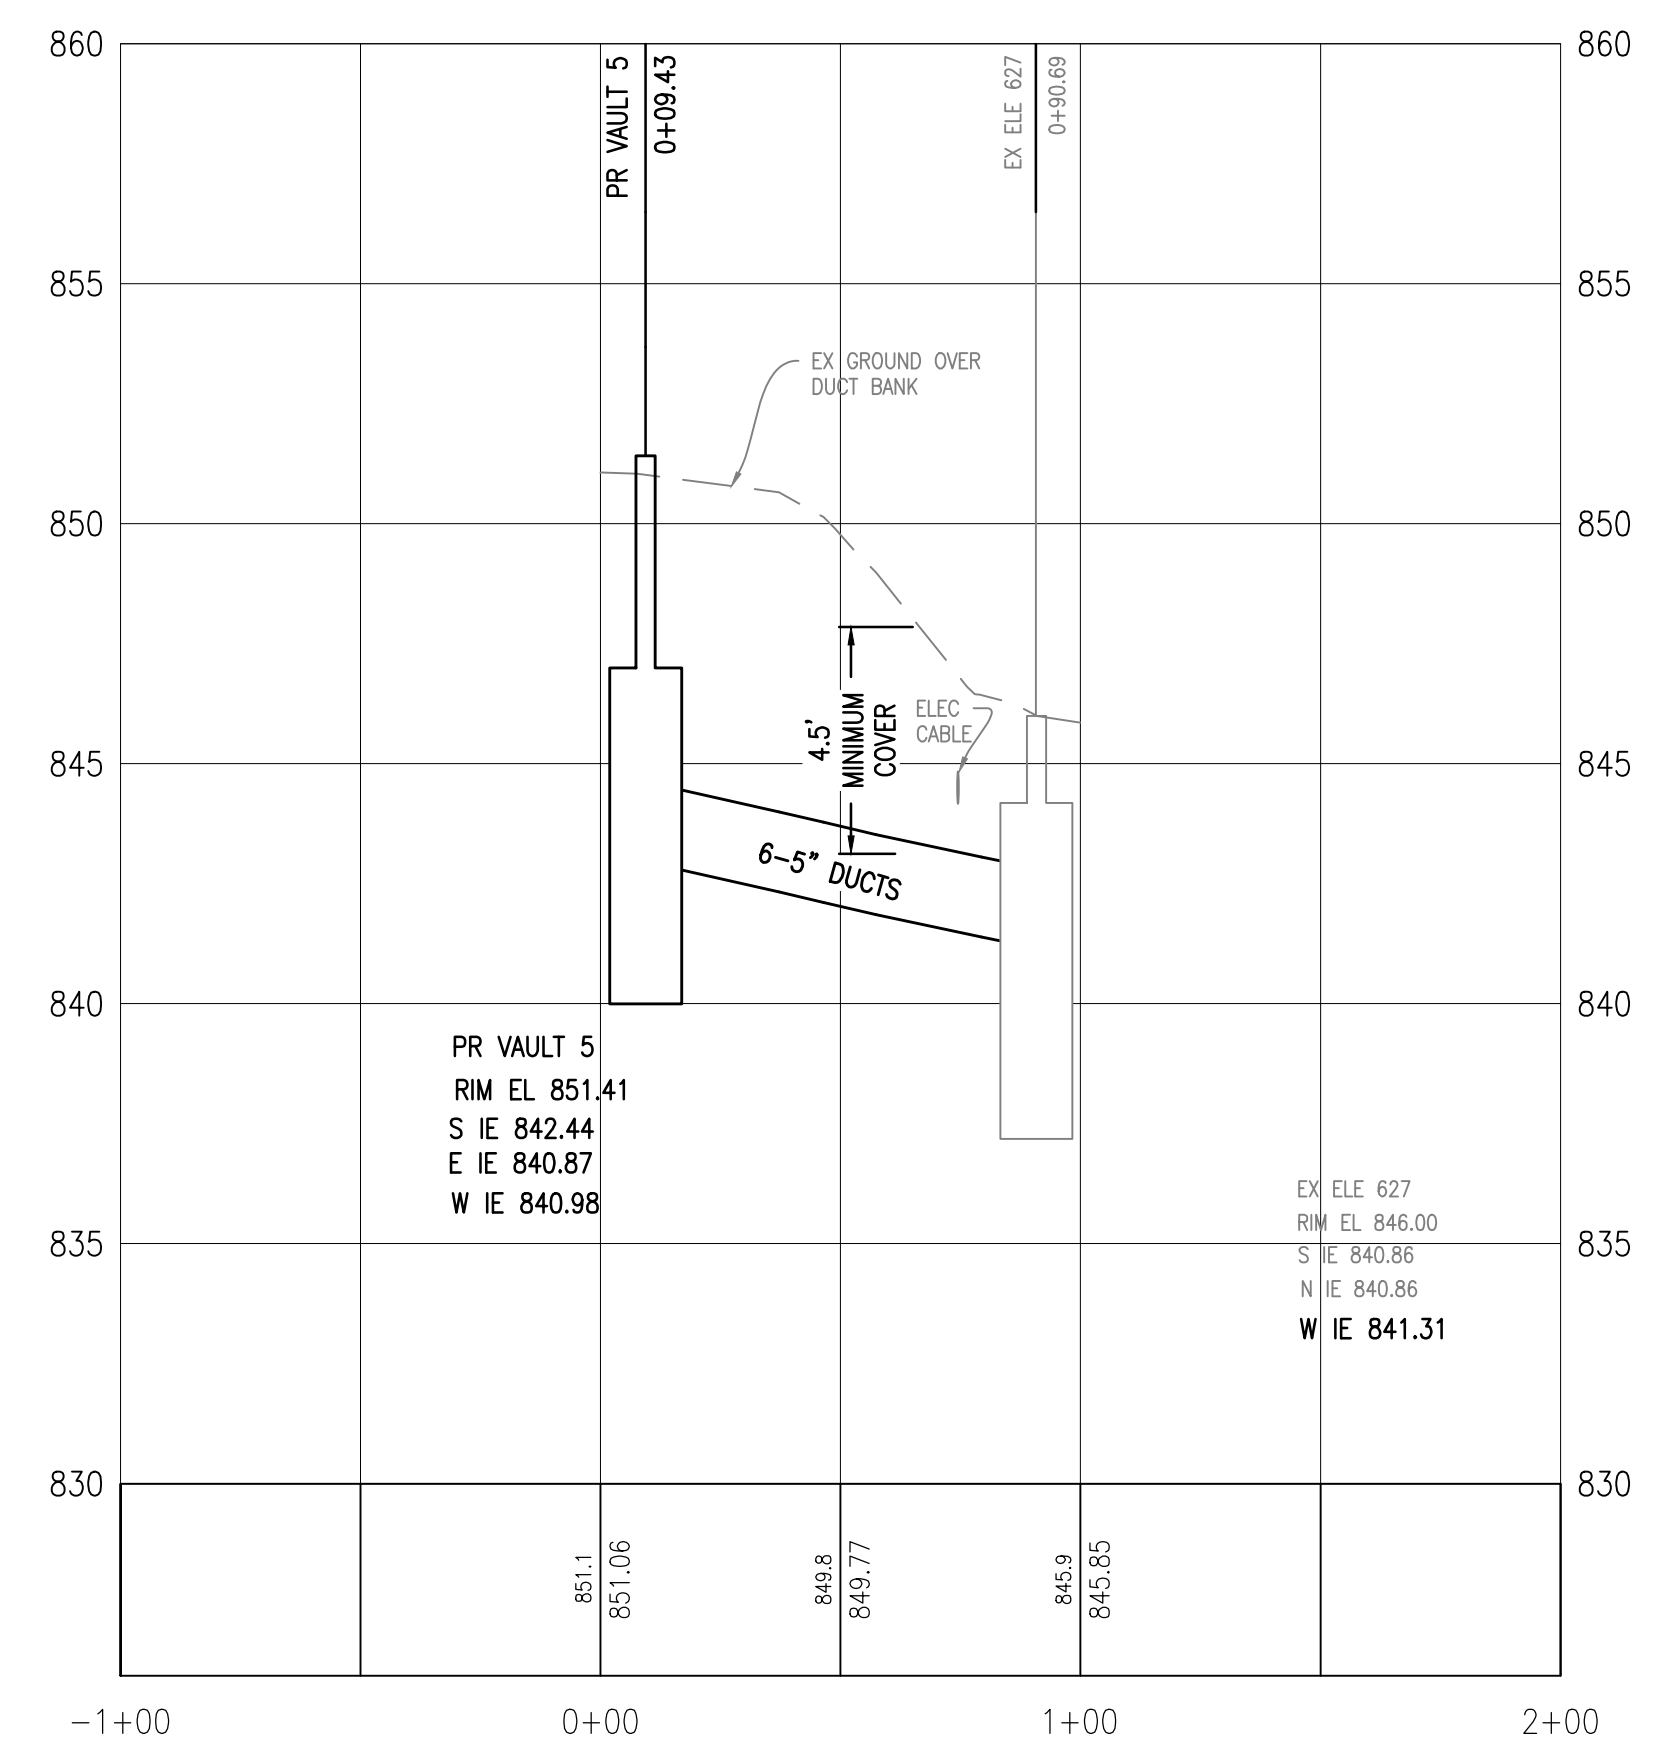 860
860
PR VAULT 5
0+09.43
EX ELE 627
0+90.69
855
855
EX GROUND OVER
DUCT BANK
850
850
ELEC
CABLE
4.5'
MINIMUM
COVER
845
845
6-5" DUCTS
840
840
PR VAULT 5
RIM EL 851.41
S IE 842.44
E IE 840.87
W IE 840.98
EX ELE 627
RIM EL 846.00
S IE 840.86
N IE 840.86
W IE 841.31
835
835
830
830
851.1
851.06
849.8
849.77
845.9
845.85
-1+00
0+00
1+00
2+00